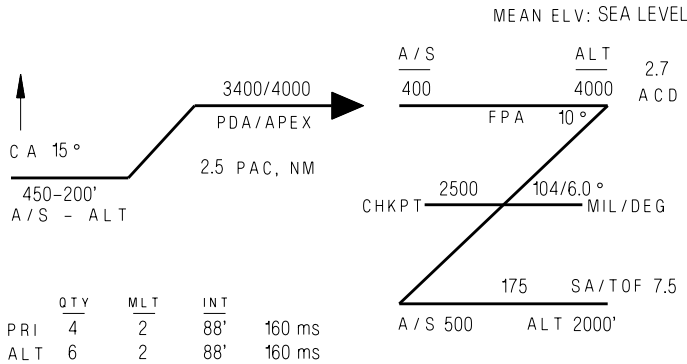 MEAN ELV: SEA LEVEL
A/S ALT
400 4000
2.7
ACD
3400/4000
PDA/APEX
FPA 10°
CA 15°
2.5 PAC, NM
450-200'
A/S - ALT
CHKPT 2500 104/6.0° MIL/DEG
175 SA/TOF 7.5
A/S 500 ALT 2000'
QTY MLT INT
PRI 4 2 88' 160 ms
ALT 6 2 88' 160 ms